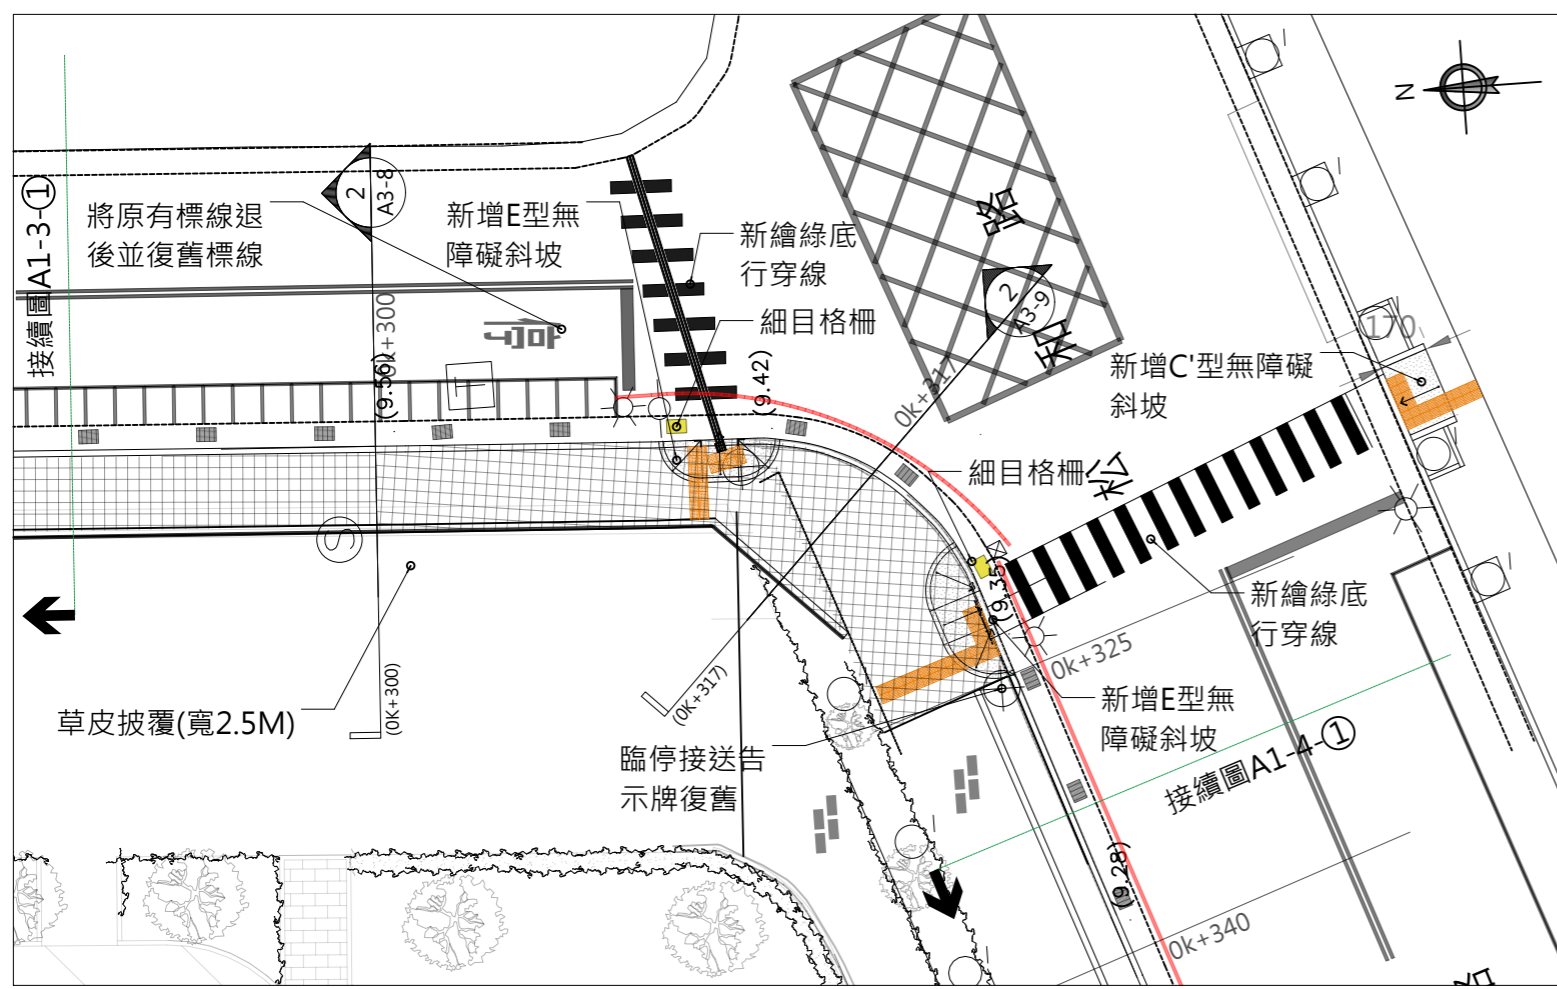 N
2
A3-8
接續圖A1-3-①
將原有標線退
後並復舊標線
新增E型無
障礙斜坡
新繪綠底
行穿線
細目格柵
路
2
A3-9
和
170
新增C'型無障礙
斜坡
0k+300
(9.56)
T
停
(9.42)
0k+317
細目格柵
松
S
(9.35)
新繪綠底
行穿線
0k+325
(0K+300)
(0K+317)
草皮披覆(寬2.5M)
新增E型無
障礙斜坡
臨停接送告
示牌復舊
接續圖A1-4-①
(9.28)
0k+340